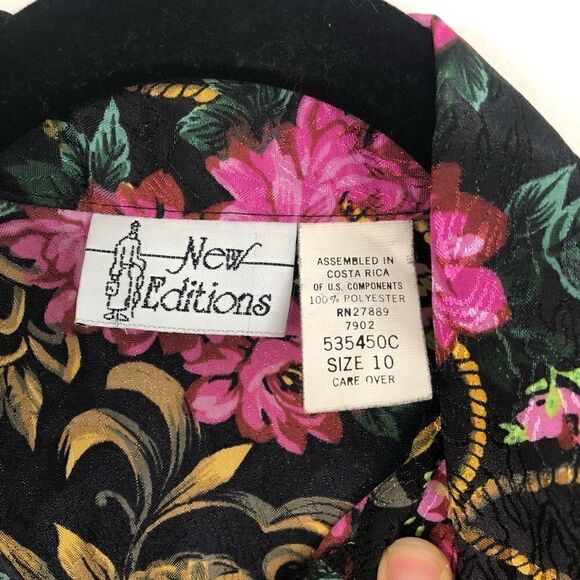 New
Editions
ASSEMBLED IN
COSTA RICA
OF U.S. COMPONENTS
100% POLYESTER
RN27889
7902
535450C
SIZE 10
CARE OVER